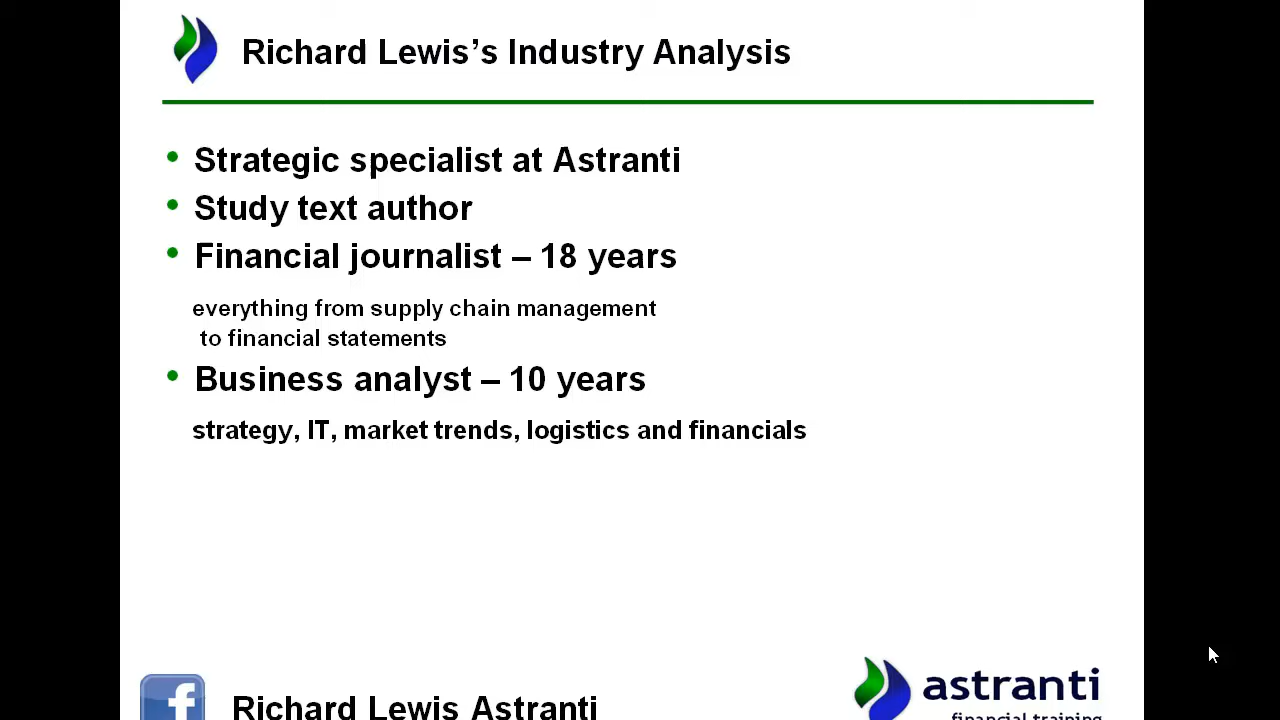 Richard Lewis’s Industry Analysis
• Strategic specialist at Astranti
• Study text author
• Financial journalist – 18 years
everything from supply chain management
to financial statements
• Business analyst – 10 years
strategy, IT, market trends, logistics and financials
f Richard Lewis Astranti
astranti
financial training